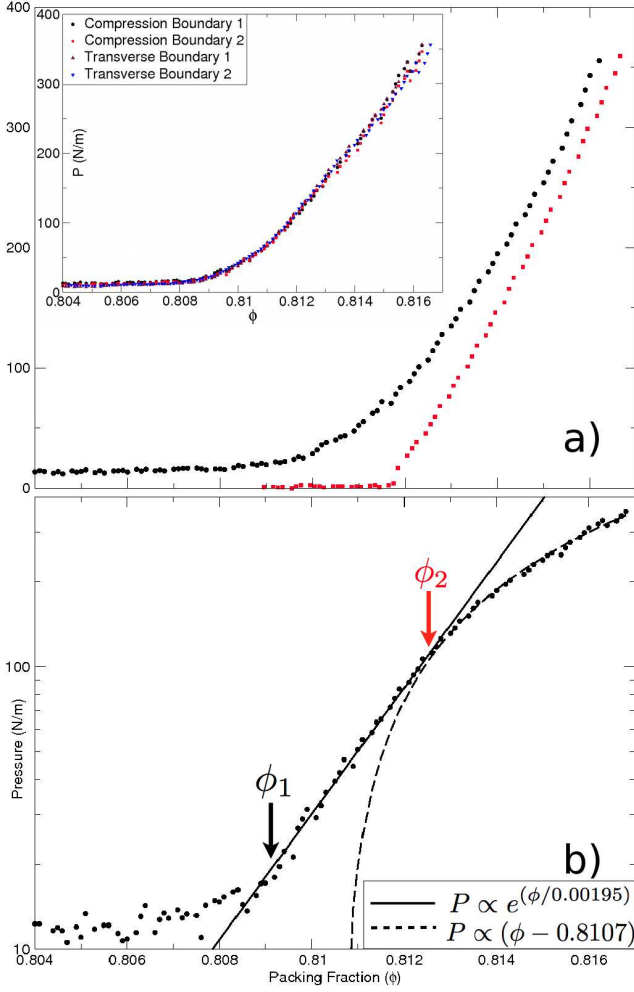 400
300
200
100
0
Compression Boundary 1
Compression Boundary 2
Transverse Boundary 1
Transverse Boundary 2
400
350
200
100
0
P (N/m)
0.804 0.806 0.808 0.81 0.812 0.814 0.816
ϕ
a)
ϕ₂
ϕ₁
100
10
Pressure (N/m)
b)
P ∝ e^(ϕ/0.00195)
P ∝ (ϕ − 0.8107)
0.804 0.806 0.808 0.81 0.812 0.814 0.816
Packing Fraction (ϕ)